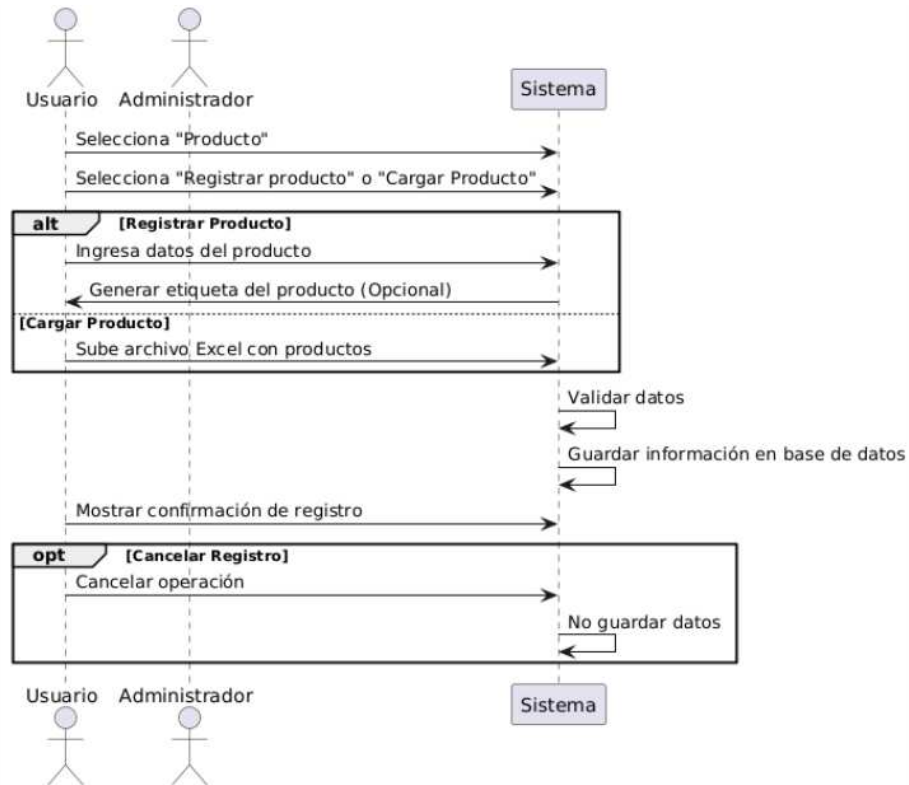 Usuario Administrador Sistema
Selecciona "Producto"
Selecciona "Registrar producto" o "Cargar Producto"
alt [Registrar Producto]
Ingresa datos del producto
Generar etiqueta del producto (Opcional)
[Cargar Producto]
Sube archivo Excel con productos
Validar datos
Guardar información en base de datos
Mostrar confirmación de registro
opt [Cancelar Registro]
Cancelar operación
No guardar datos
Usuario Administrador Sistema